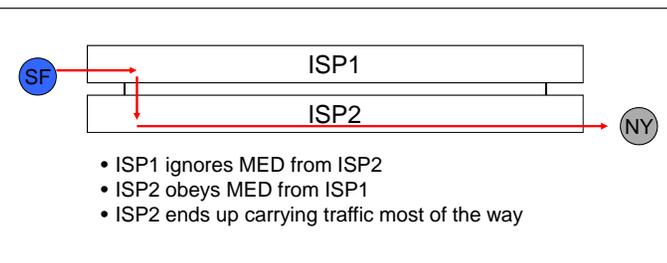 ISP1
SF
ISP2
NY
• ISP1 ignores MED from ISP2
• ISP2 obeys MED from ISP1
• ISP2 ends up carrying traffic most of the way